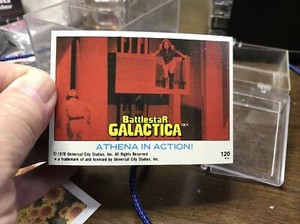 BATTLESTAR
GALACTICA™
ATHENA IN ACTION!
© 1978 Universal City Studios, Inc. All Rights Reserved
★ a trademark of and licensed by Universal City Studios, Inc.
120
★★